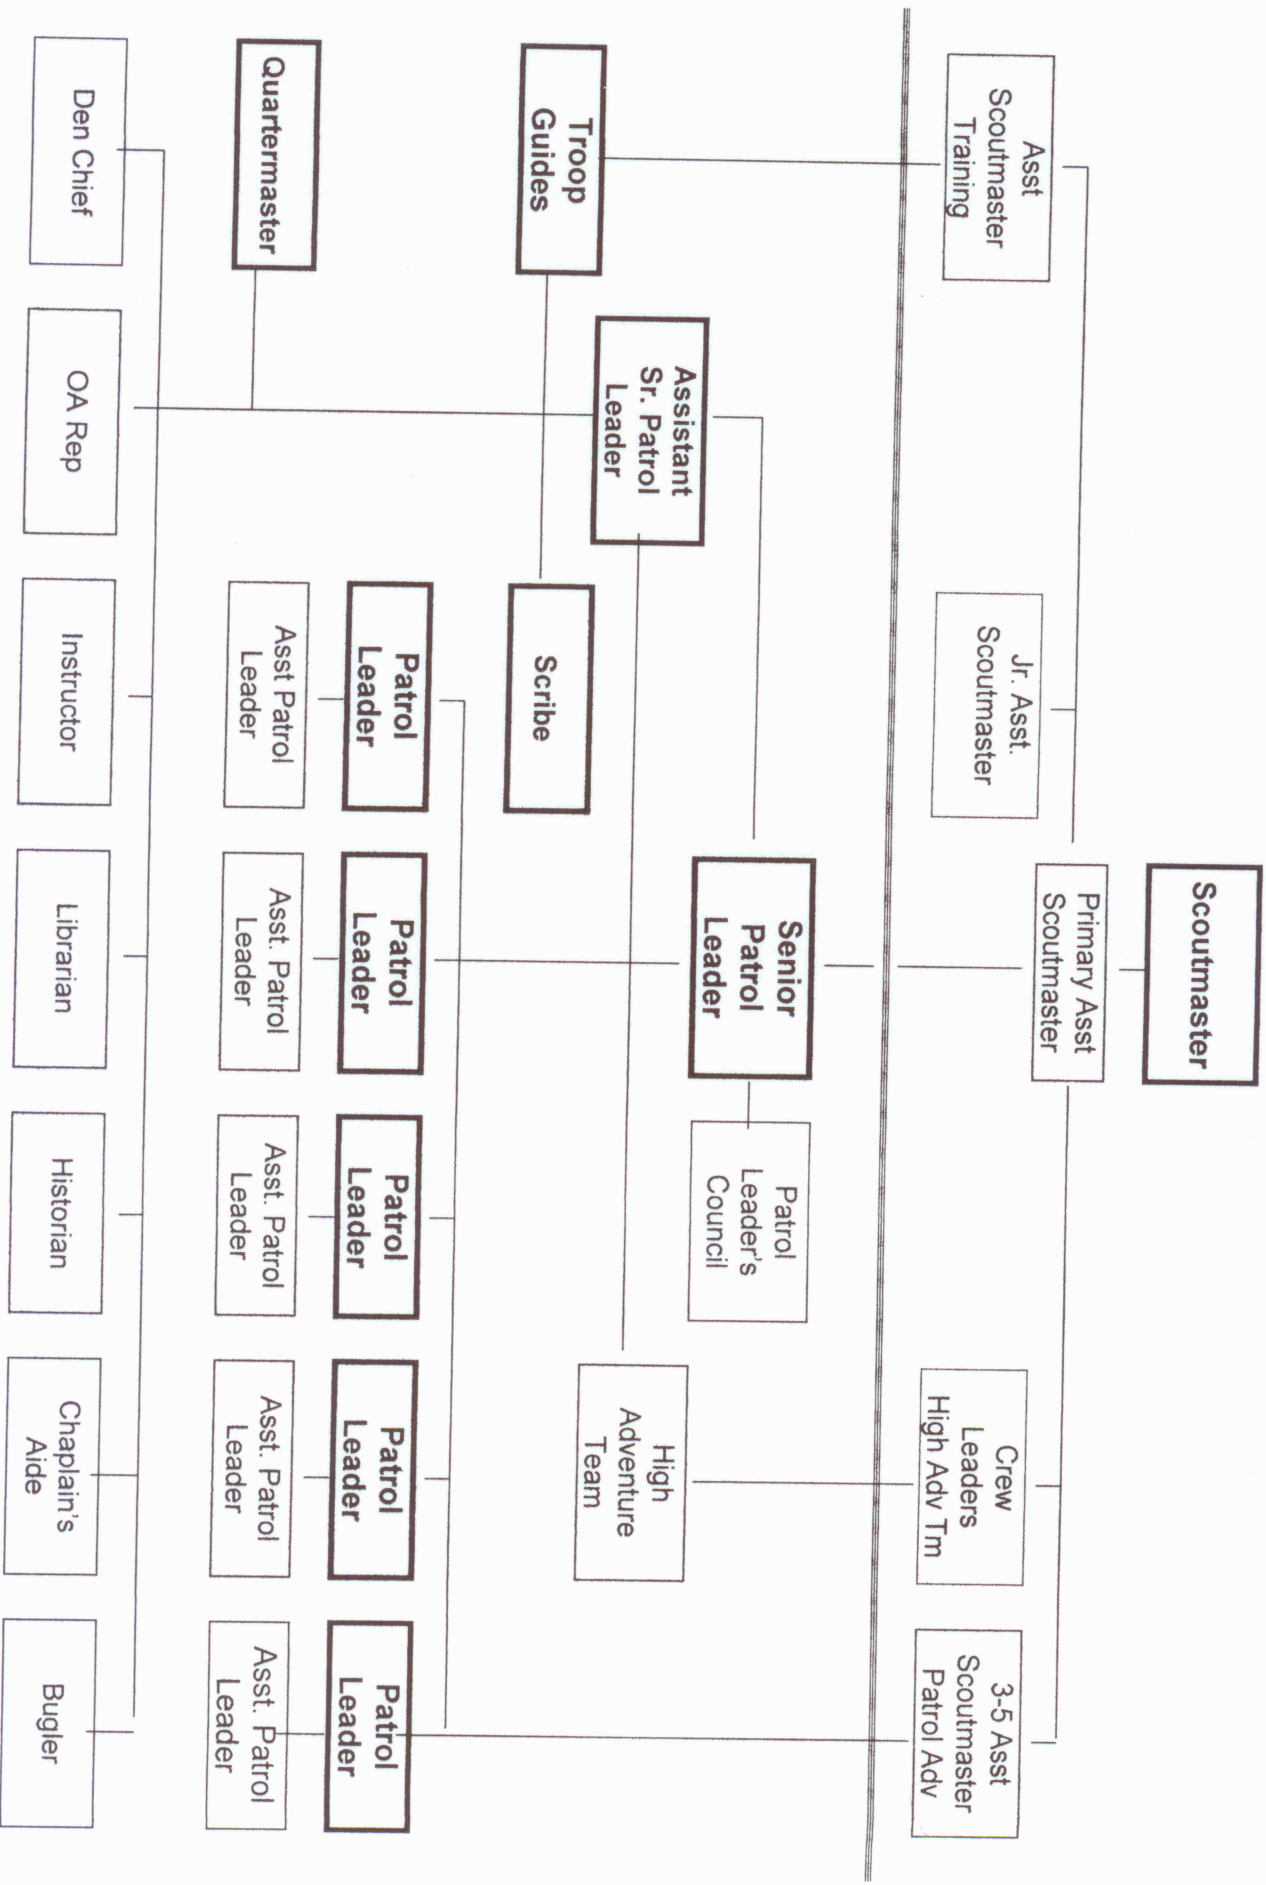 Scoutmaster
Primary Asst
Scoutmaster
Asst
Scoutmaster
Training
Jr. Asst.
Scoutmaster
Crew
Leaders
High Adv Tm
3-5 Asst
Scoutmaster
Patrol Adv
Senior
Patrol
Leader
Patrol
Leader's
Council
Assistant
Sr. Patrol
Leader
High
Adventure
Team
Troop
Guides
Scribe
Patrol
Leader
Patrol
Leader
Patrol
Leader
Patrol
Leader
Patrol
Leader
Quartermaster
Asst Patrol
Leader
Asst. Patrol
Leader
Asst. Patrol
Leader
Asst. Patrol
Leader
Asst. Patrol
Leader
Den Chief
OA Rep
Instructor
Librarian
Historian
Chaplain's
Aide
Bugler